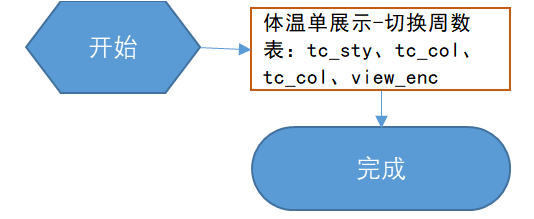 开始
体温单展示-切换周数
表：tc_sty、tc_col、
tc_col、view_enc
完成